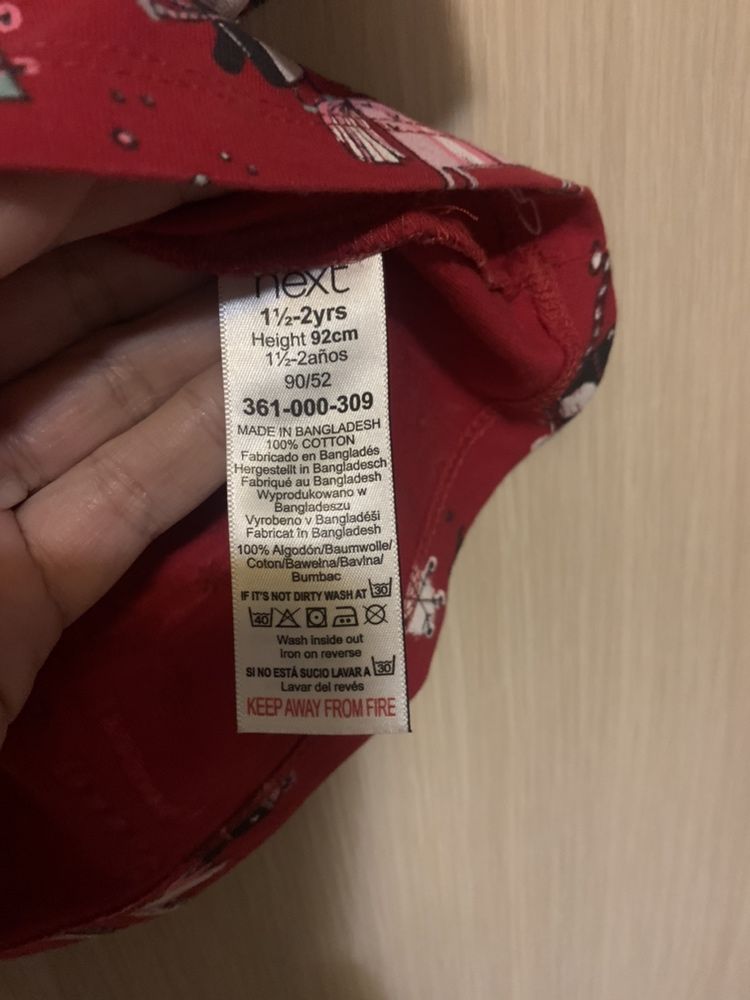 next
1½-2yrs
Height 92cm
1½-2años
90/52
361-000-309
MADE IN BANGLADESH
100% COTTON
Fabricado en Bangladés
Hergestellt in Bangladesch
Fabriqué au Bangladesh
Wyprodukowano w
Bangladeszu
Vyrobeno v Bangladéši
Fabricat în Bangladesh
100% Algodón/Baumwolle/
Coton/Bawełna/Bavlna/
Bumbac
IF IT'S NOT DIRTY WASH AT 30
40
Wash inside out
Iron on reverse
SI NO ESTÁ SUCIO LAVAR A 30
Lavar del revés
KEEP AWAY FROM FIRE